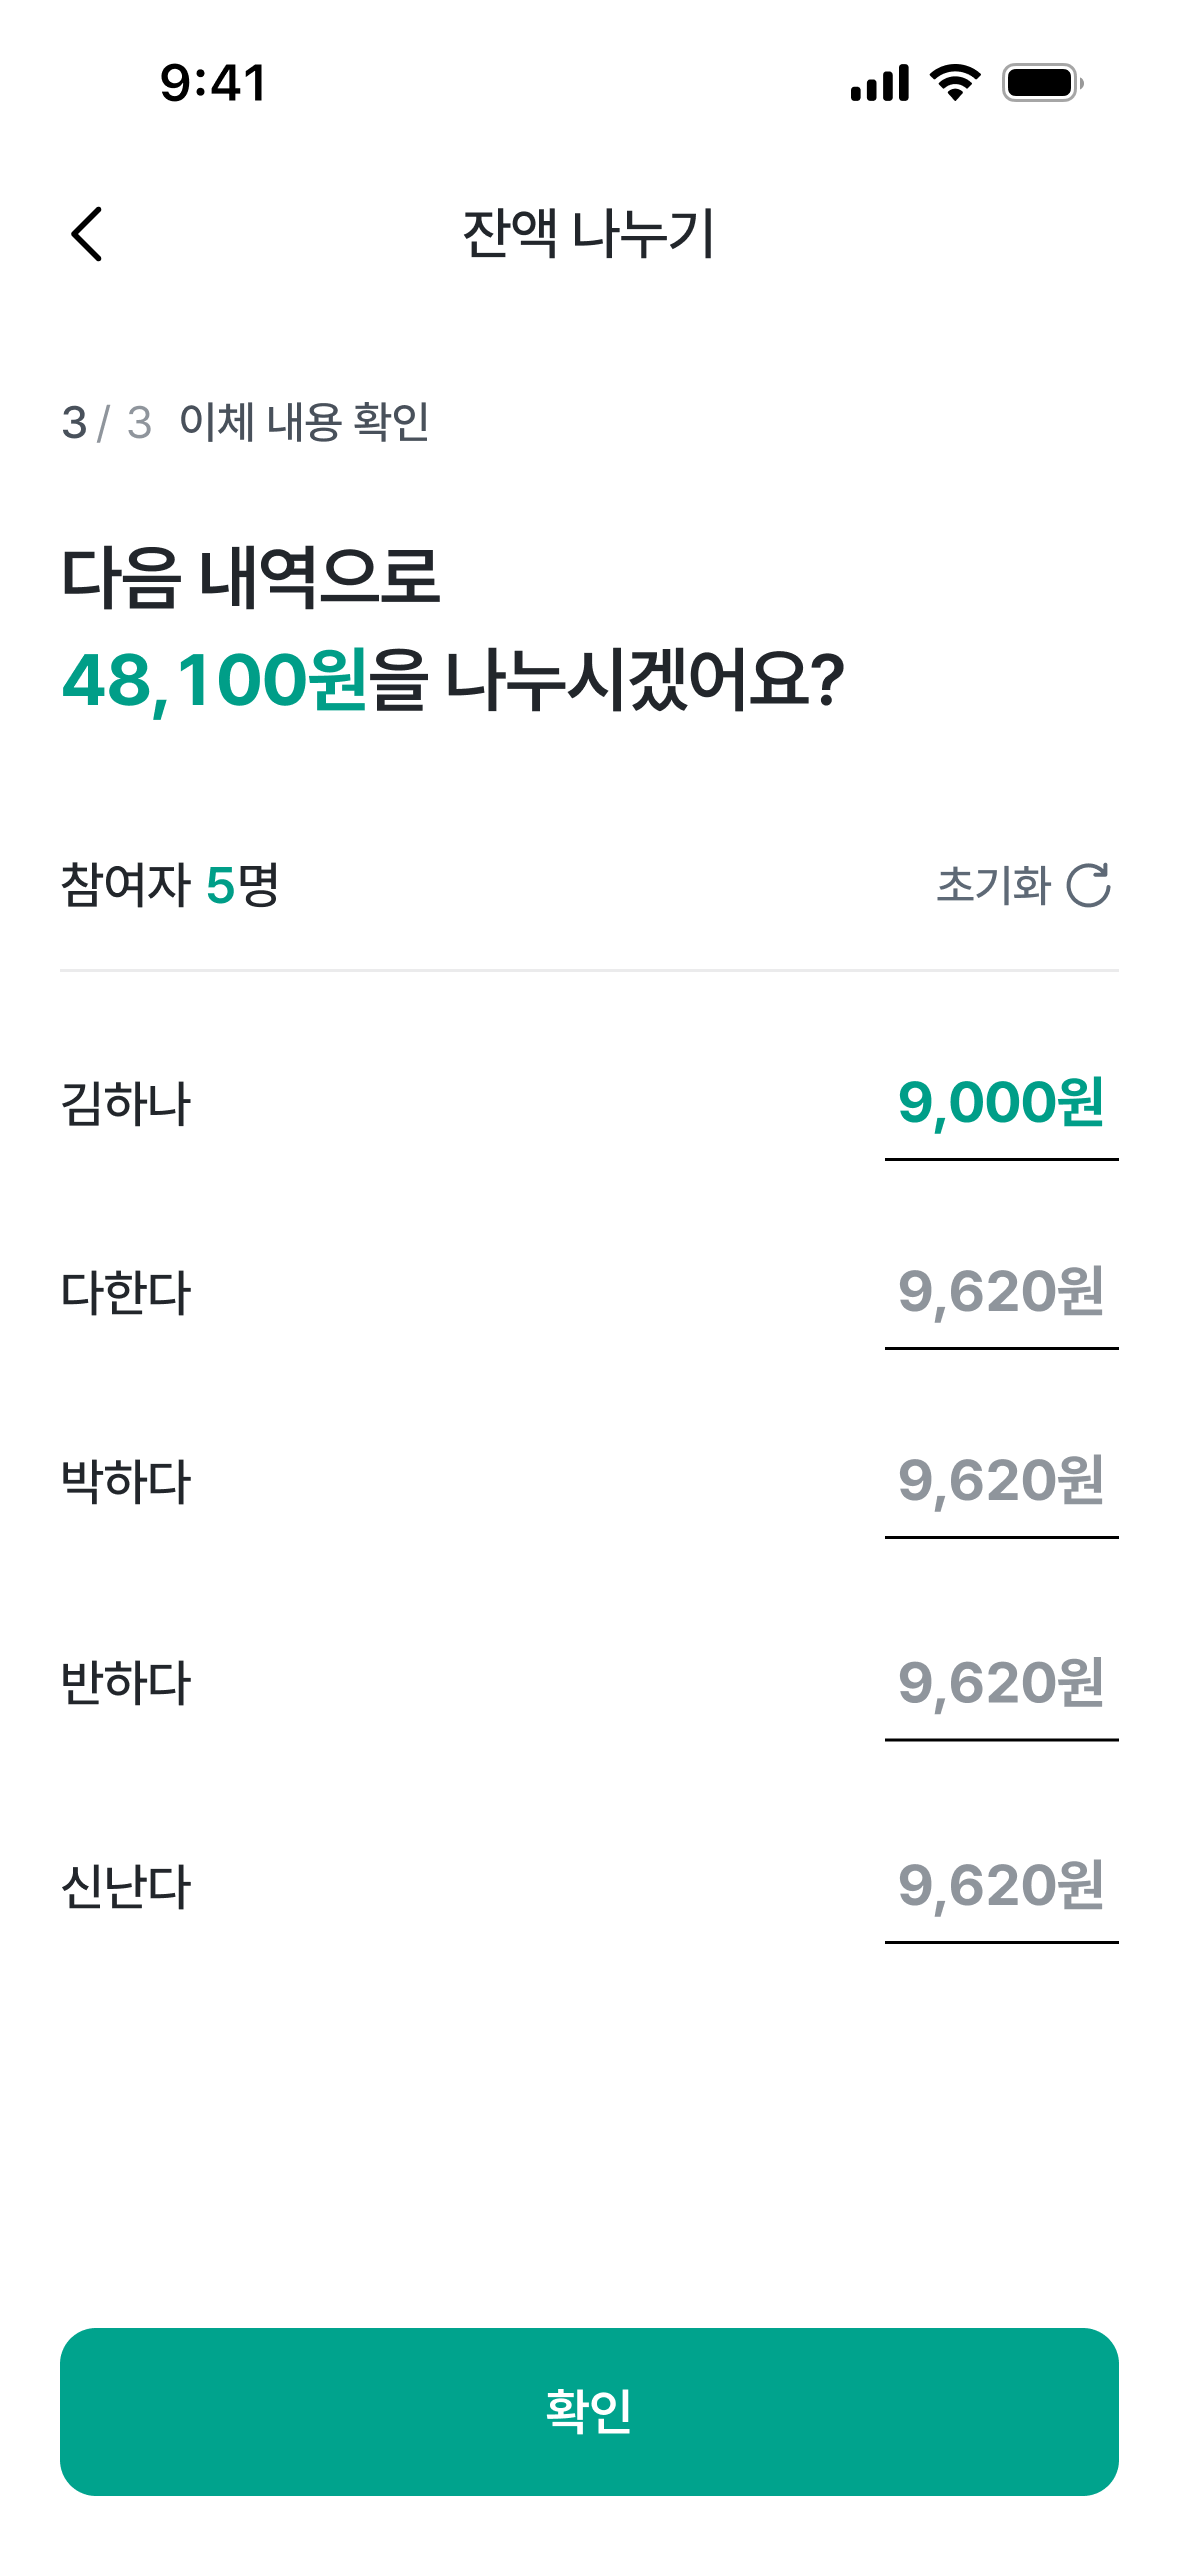 9:41
잔액 나누기
3 / 3 이체 내용 확인
다음 내역으로
48,100원을 나누시겠어요?
참여자 5명 초기화
김하나 9,000원
다한다 9,620원
박하다 9,620원
반하다 9,620원
신난다 9,620원
확인